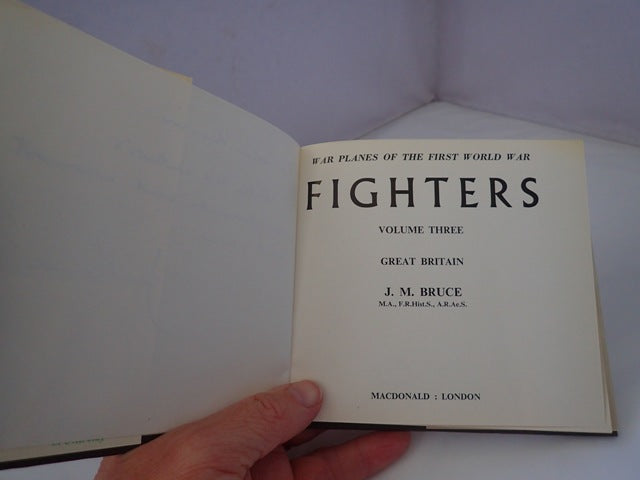 WAR PLANES OF THE FIRST WORLD WAR
FIGHTERS
VOLUME THREE
GREAT BRITAIN
J. M. BRUCE
M.A., F.R.Hist.S., A.R.Ae.S.
MACDONALD : LONDON